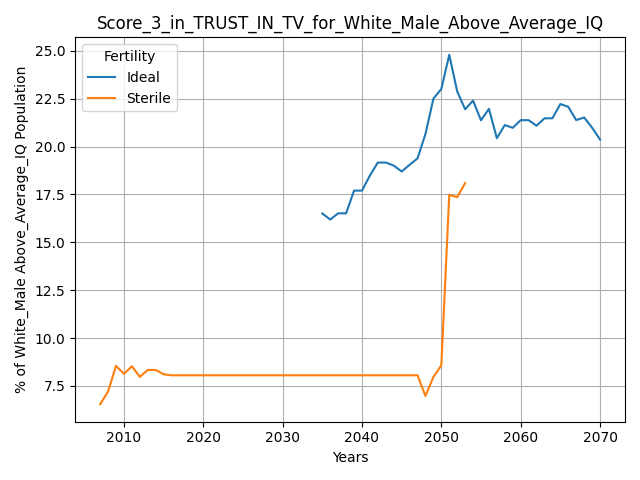 Score_3_in_TRUST_IN_TV_for_White_Male_Above_Average_IQ
Fertility
Ideal
Sterile
% of White_Male Above_Average_IQ Population
25.0
22.5
20.0
17.5
15.0
12.5
10.0
7.5
2010 2020 2030 2040 2050 2060 2070
Years